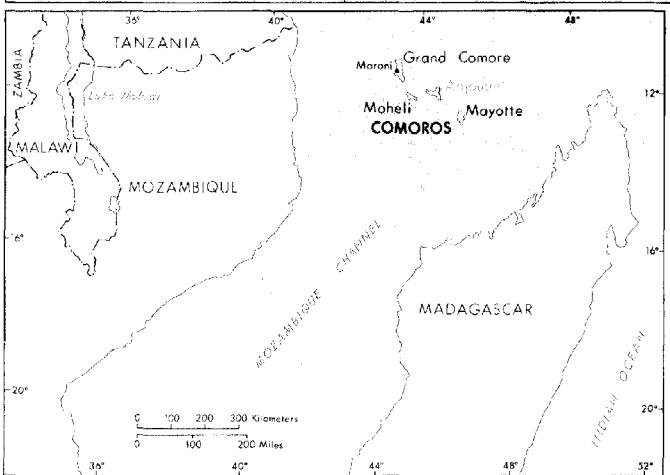 36° 40° 44° 48°
TANZANIA
ZAMBIA
Moroni Grand Comore
Anjouan
Lake Malawi
12°
Moheli Mayotte
COMOROS
MALAWI
MOZAMBIQUE
16°
16°
MOZAMBIQUE CHANNEL
MADAGASCAR
INDIAN OCEAN
20°
20°
0 100 200 300 Kilometers
0 100 200 Miles
36° 40° 44° 48° 52°